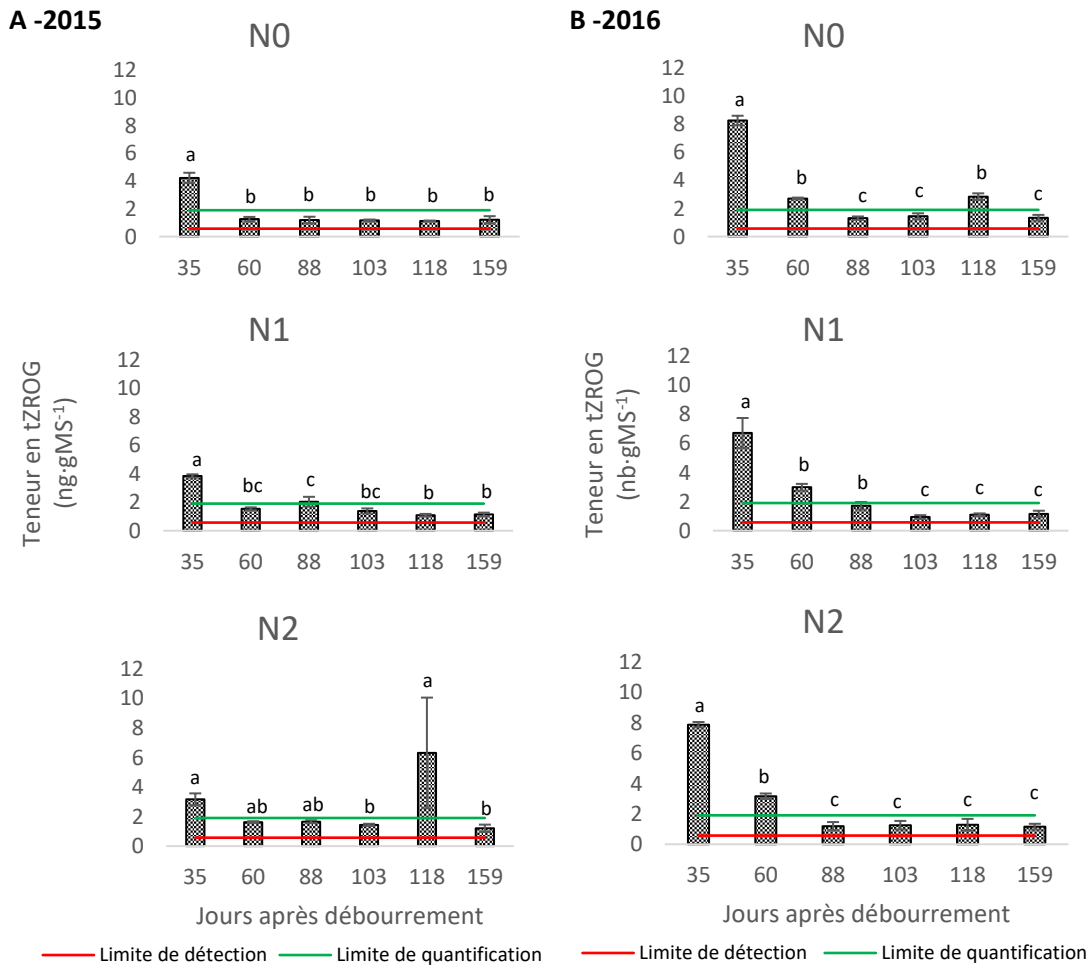 A -2015
N0
12
10
8
6
4
2
0
a
b
b
b
b
b
35 60 88 103 118 159
N1
12
10
8
6
4
2
0
a
bc
c
bc
b
b
35 60 88 103 118 159
Teneur en tZROG
(ng·gMS⁻¹)
N2
12
10
8
6
4
2
0
a
ab
ab
b
a
b
35 60 88 103 118 159
Jours après débourrement
Limite de détection
Limite de quantification
B -2016
N0
12
10
8
6
4
2
0
a
b
c
c
b
c
35 60 88 103 118 159
N1
12
10
8
6
4
2
0
a
b
b
c
c
c
35 60 88 103 118 159
Teneur en tZROG
(nb·gMS⁻¹)
N2
12
10
8
6
4
2
0
a
b
c
c
c
c
35 60 88 103 118 159
Jours après débourrement
Limite de détection
Limite de quantification